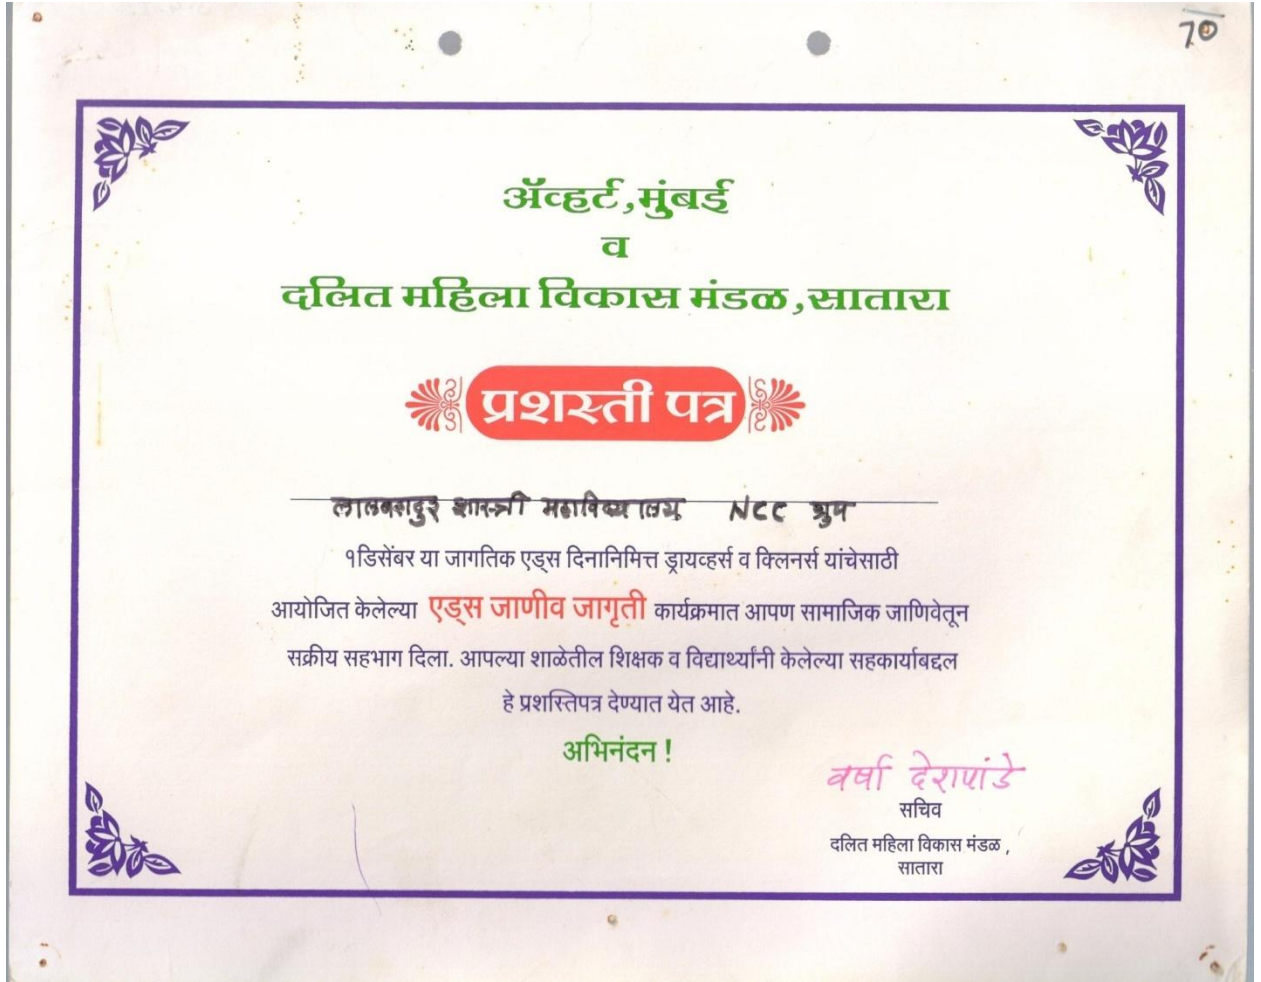 70
ॲव्हर्ट,मुंबई
व
दलित महिला विकास मंडळ,सातारा
प्रशस्ती पत्र
लालबहादुर शास्त्री महाविद्यालय NCC ग्रुप
१डिसेंबर या जागतिक एड्स दिनानिमित्त ड्रायव्हर्स व क्लिनर्स यांचेसाठी
आयोजित केलेल्या एड्स जाणीव जागृती कार्यक्रमात आपण सामाजिक जाणिवेतून
सक्रीय सहभाग दिला. आपल्या शाळेतील शिक्षक व विद्यार्थ्यांनी केलेल्या सहकार्याबद्दल
हे प्रशस्तिपत्र देण्यात येत आहे.
अभिनंदन !
वर्षा देशपांडे
सचिव
दलित महिला विकास मंडळ ,
सातारा